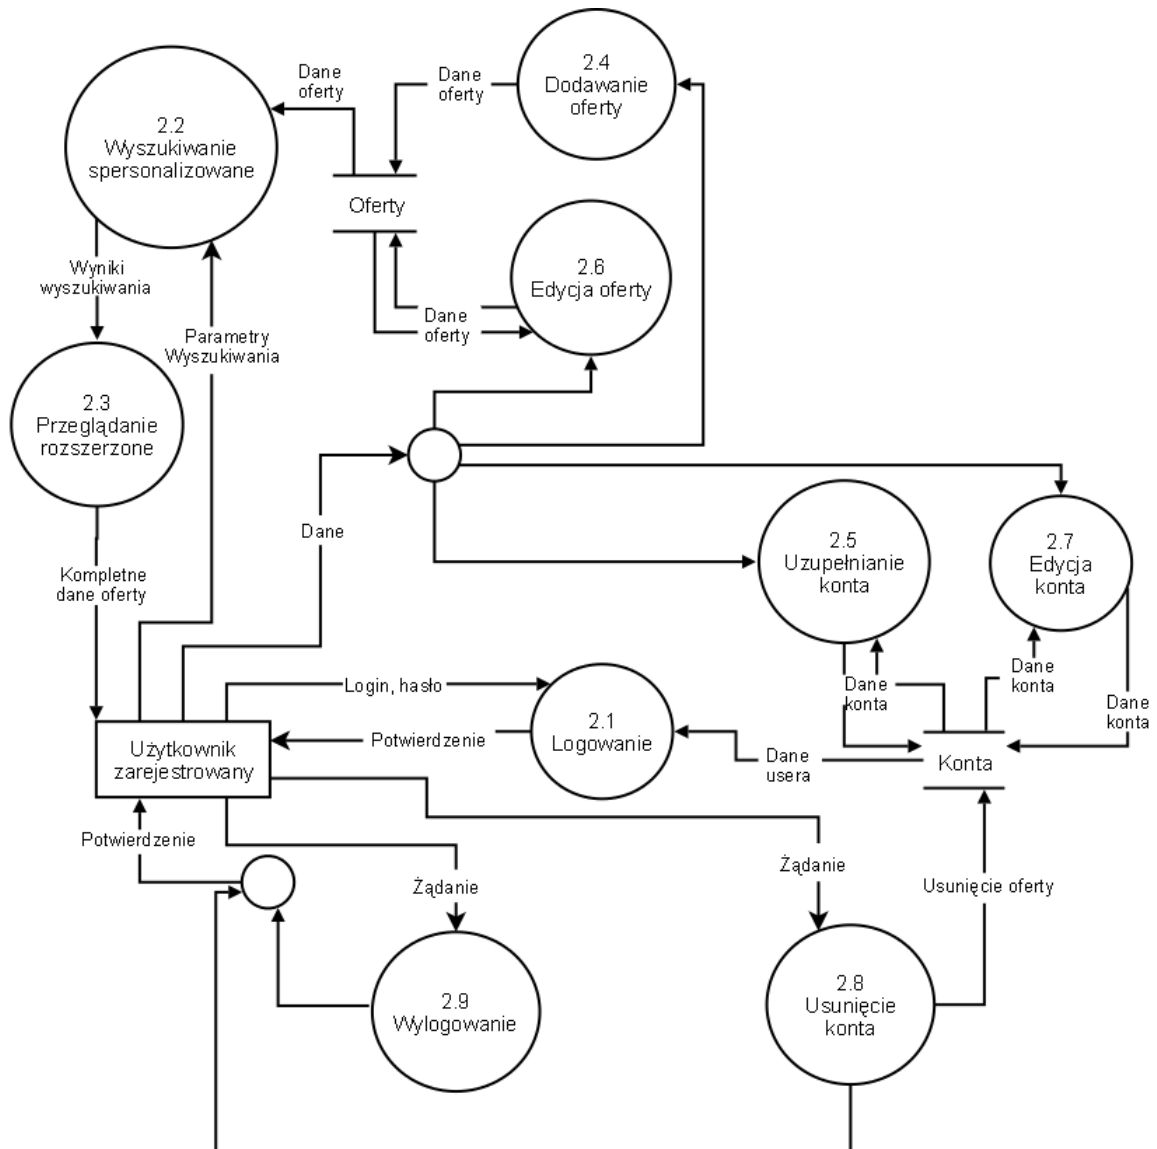 2.4
Dodawanie
oferty
Dane
oferty
Dane
oferty
2.2
Wyszukiwanie
spersonalizowane
Oferty
2.6
Edycja oferty
Wyniki
wyszukiwania
Dane
oferty
Parametry
Wyszukiwania
2.3
Przeglądanie
rozszerzone
Dane
2.5
Uzupełnianie
konta
2.7
Edycja
konta
Kompletne
dane oferty
Dane
konta
Dane
konta
Dane
konta
Login, hasło
2.1
Logowanie
Potwierdzenie
Użytkownik
zarejestrowany
Dane
usera
Konta
Potwierdzenie
Żądanie
Żądanie
Usunięcie oferty
2.9
Wylogowanie
2.8
Usunięcie
konta